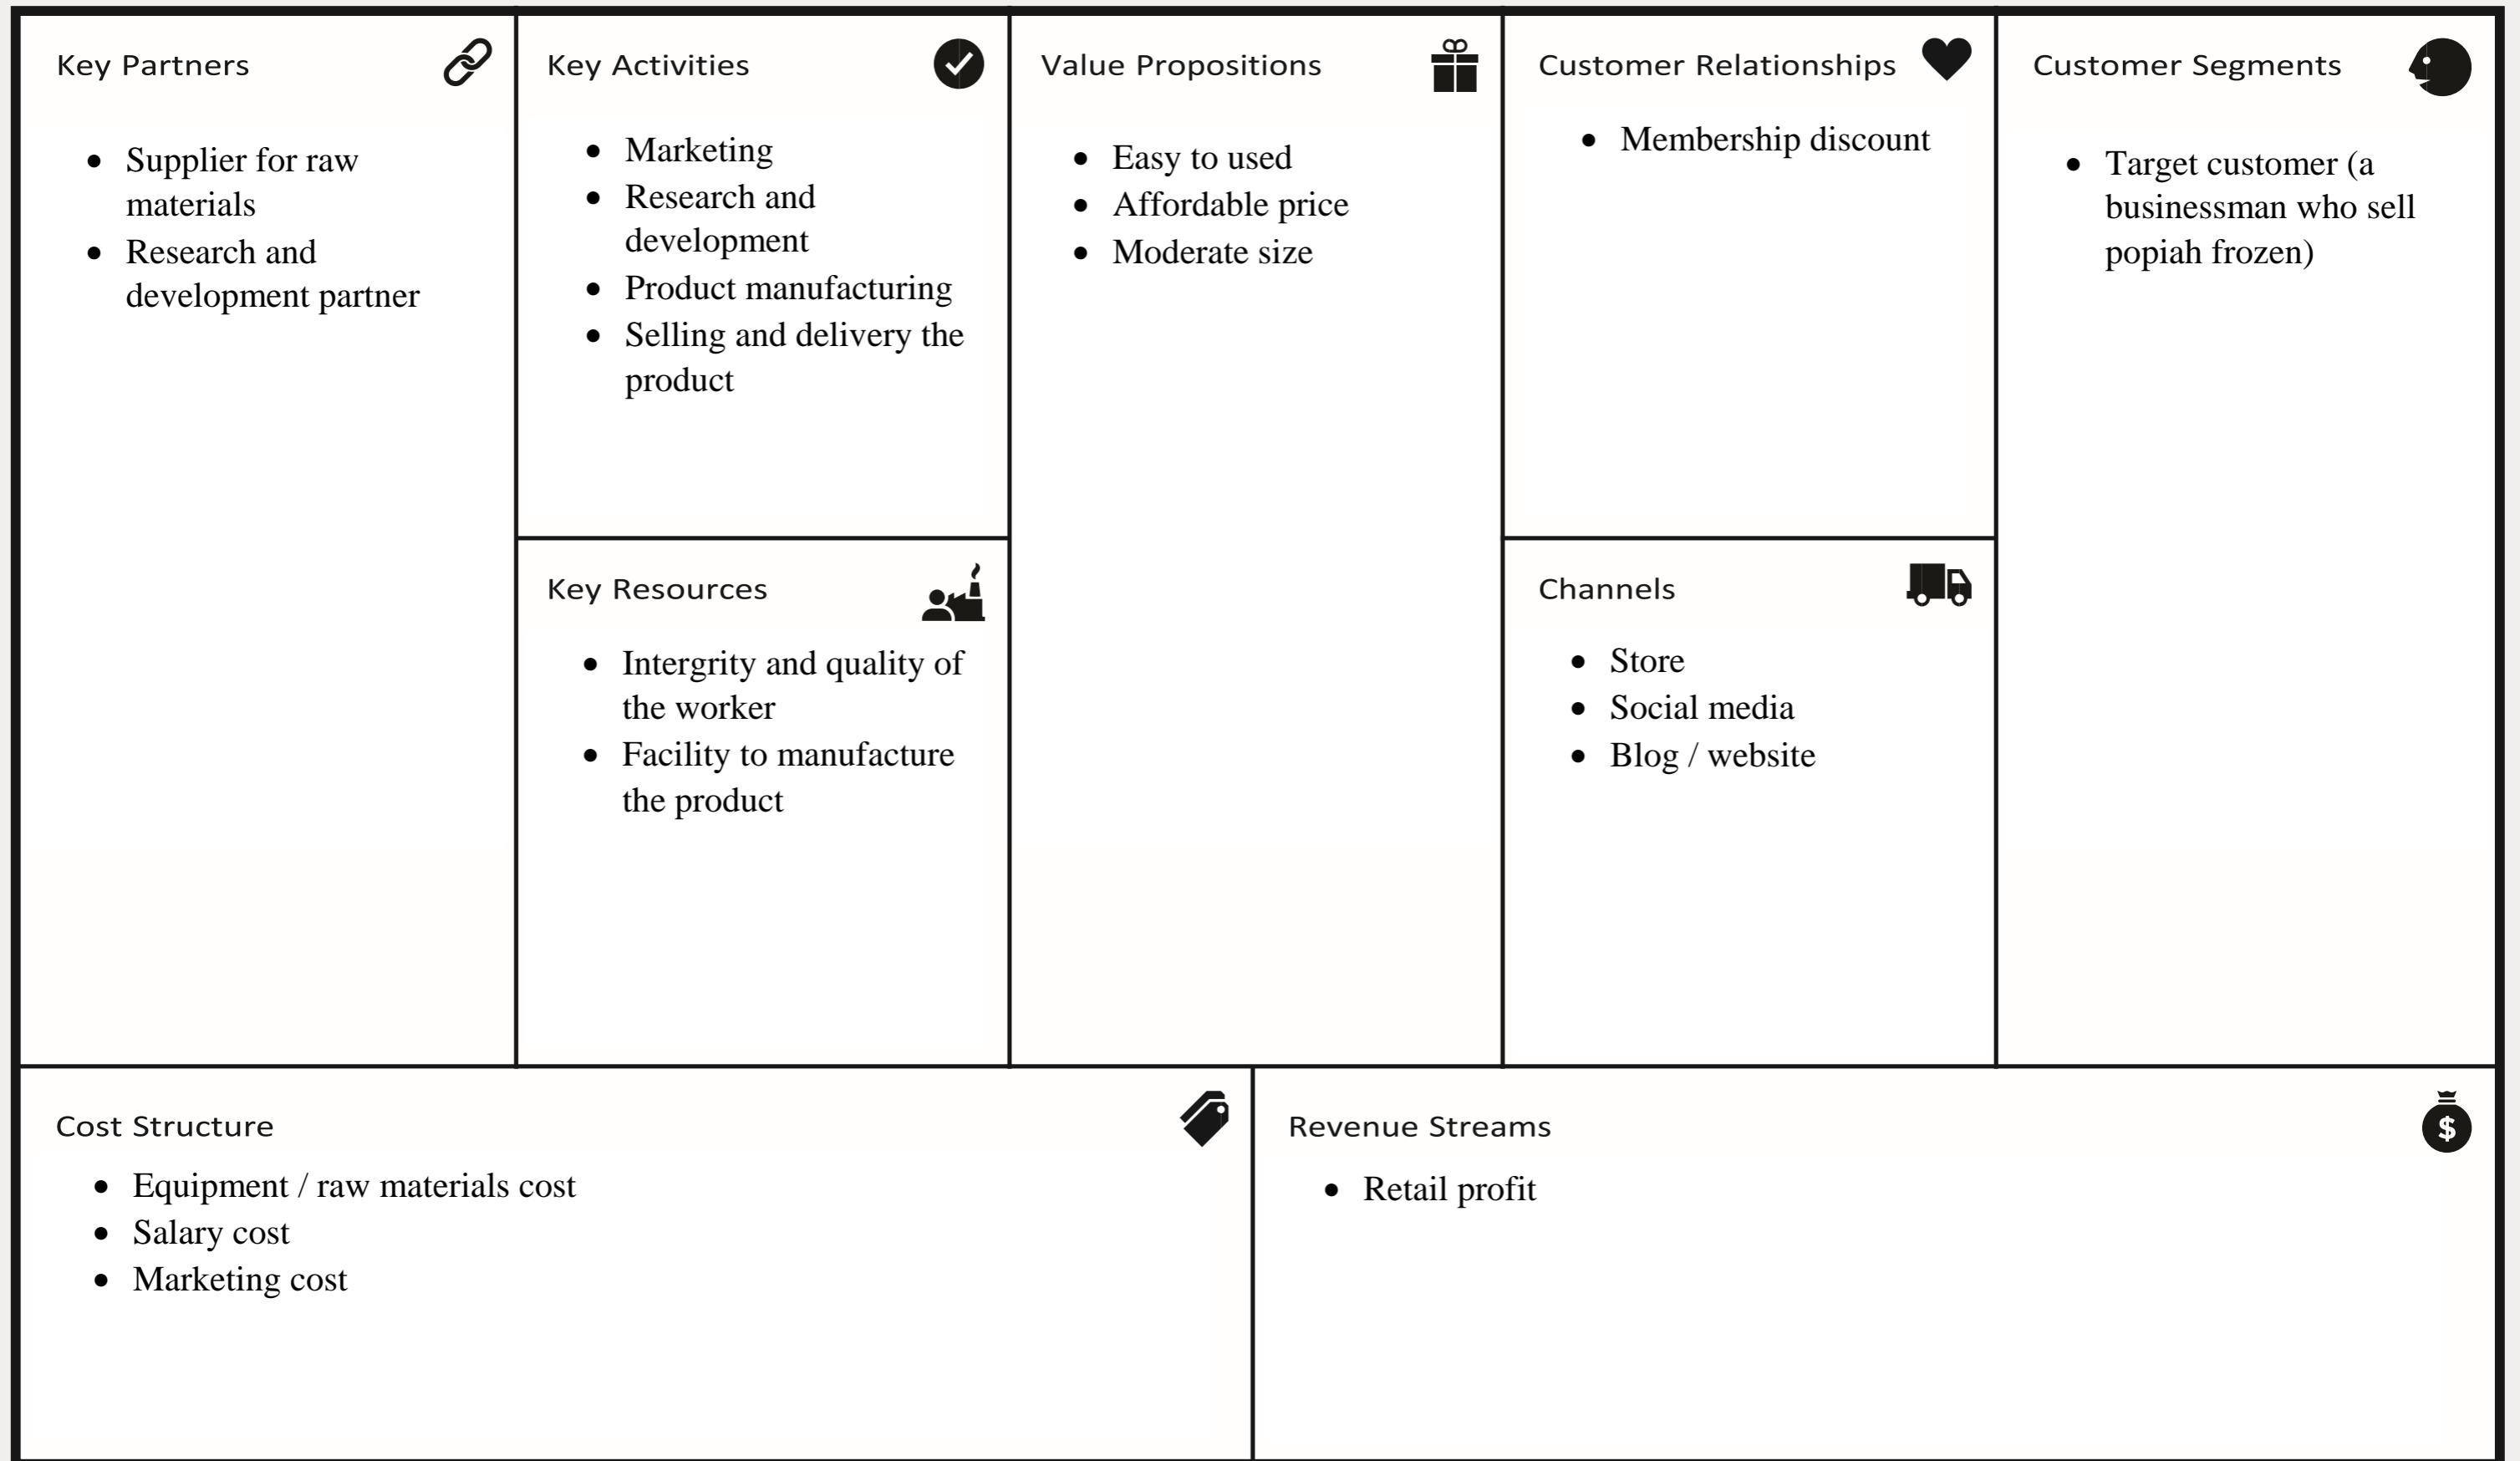 Key Partners
• Supplier for raw
materials
• Research and
development partner
Key Activities
• Marketing
• Research and
development
• Product manufacturing
• Selling and delivery the
product
Key Resources
• Intergrity and quality of
the worker
• Facility to manufacture
the product
Value Propositions
• Easy to used
• Affordable price
• Moderate size
Customer Relationships
• Membership discount
Channels
• Store
• Social media
• Blog / website
Customer Segments
• Target customer (a
businessman who sell
popiah frozen)
Cost Structure
• Equipment / raw materials cost
• Salary cost
• Marketing cost
Revenue Streams
$
• Retail profit